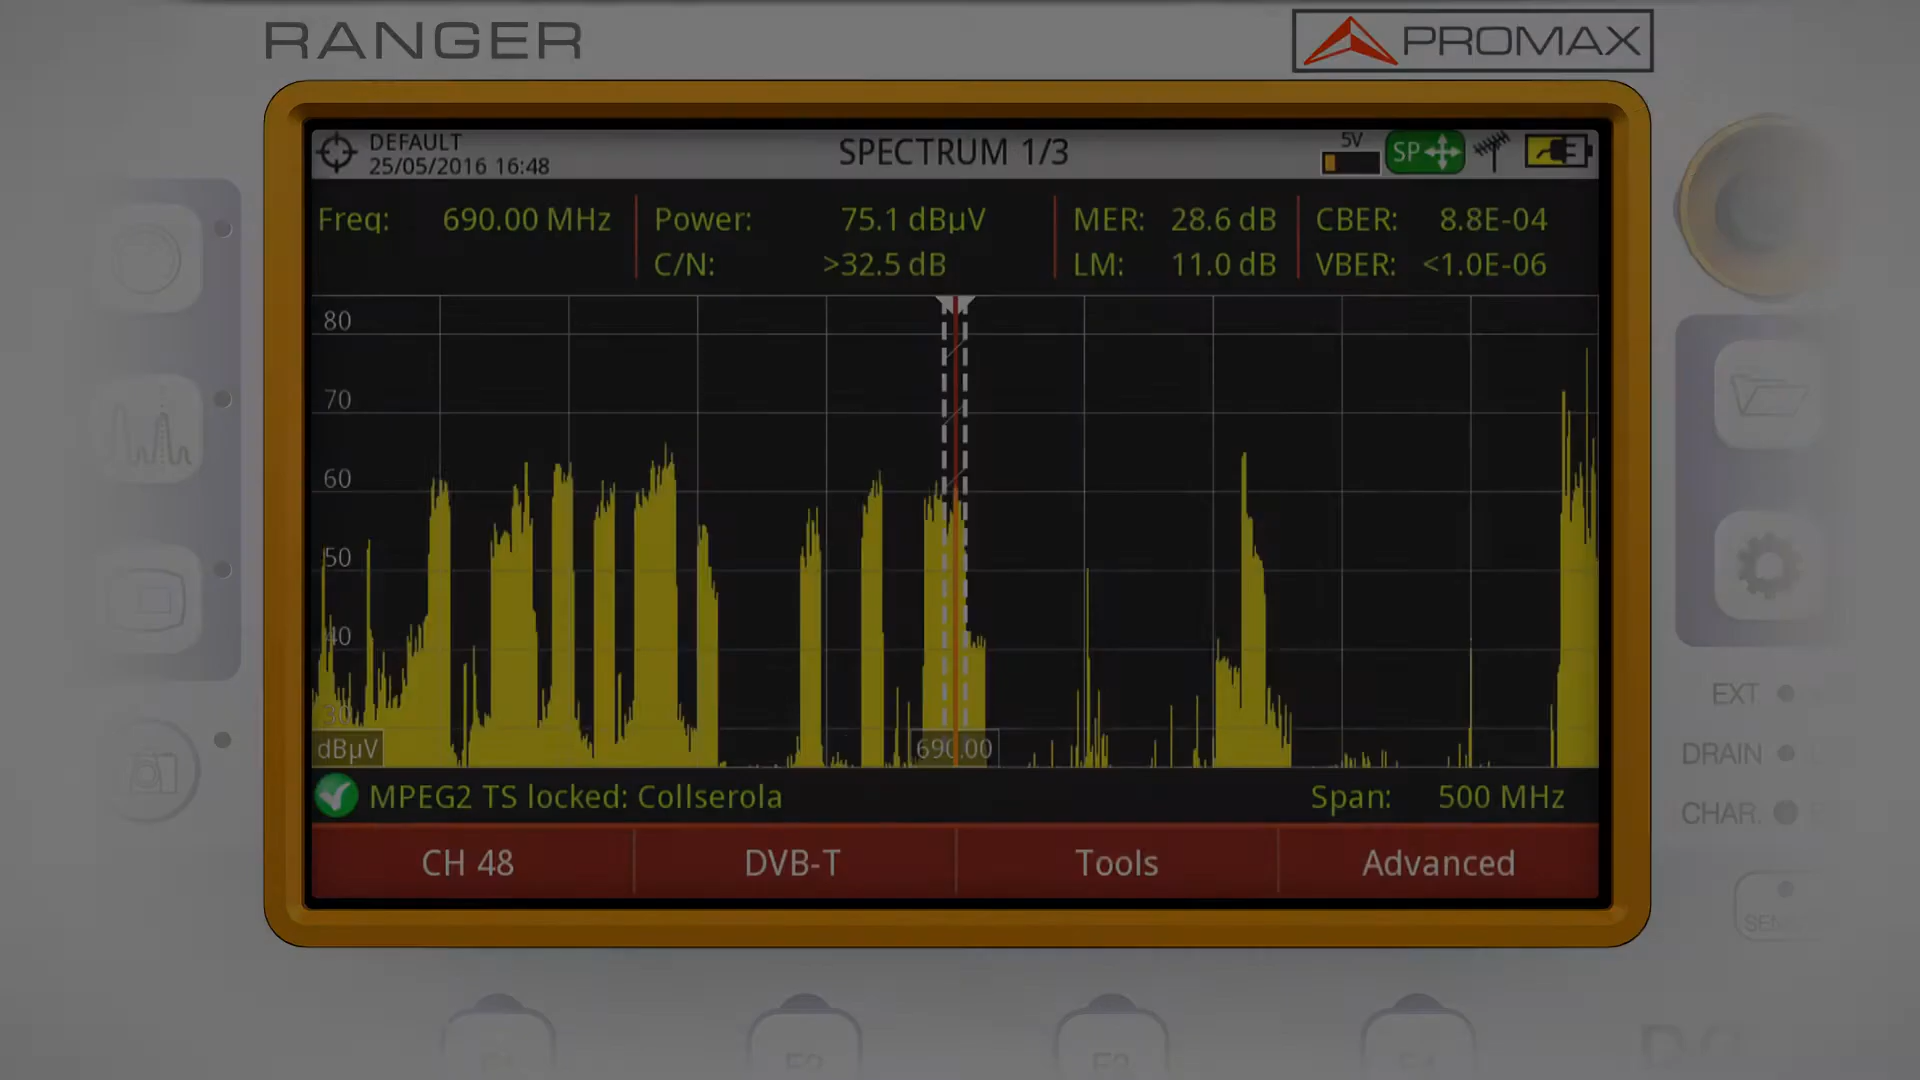 RANGER
PROMAX
DEFAULT
25/05/2016 16:48
SPECTRUM 1/3
5V
SP
Freq: 690.00 MHz
Power: 75.1 dBµV
MER: 28.6 dB
CBER: 8.8E-04
C/N: >32.5 dB
LM: 11.0 dB
VBER: <1.0E-06
80
70
60
50
40
30
dBµV
690.00
MPEG2 TS locked: Collserola
Span: 500 MHz
CH 48
DVB-T
Tools
Advanced
EXT
DRAIN
CHAR.
F2
F3